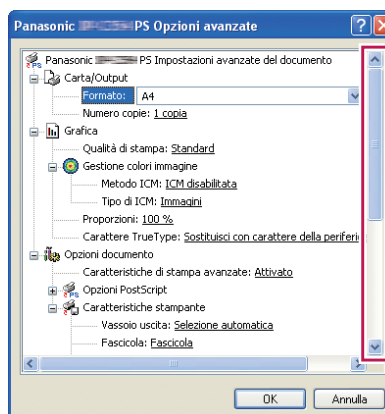 Panasonic PS Opzioni avanzate
Panasonic PS Impostazioni avanzate del documento
Carta/Output
Formato: A4
Numero copie: 1 copia
Grafica
Qualità di stampa: Standard
Gestione colori immagine
Metodo ICM: ICM disabilitata
Tipo di ICM: Immagini
Proporzioni: 100 %
Carattere TrueType: Sostituisci con carattere della
Opzioni documento
Caratteristiche di stampa avanzate: Attivato
Opzioni PostScript
Caratteristiche stampante
Vassoio uscita: Selezione automatica
Fascicola: Fascicola
OK Annulla